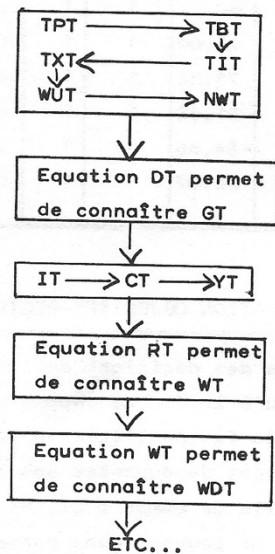 TPT TBT
TXT TIT
WUT NWT
Equation DT permet
de connaître GT
IT CT YT
Equation RT permet
de connaître WT
Equation WT permet
de connaître WDT
ETC...